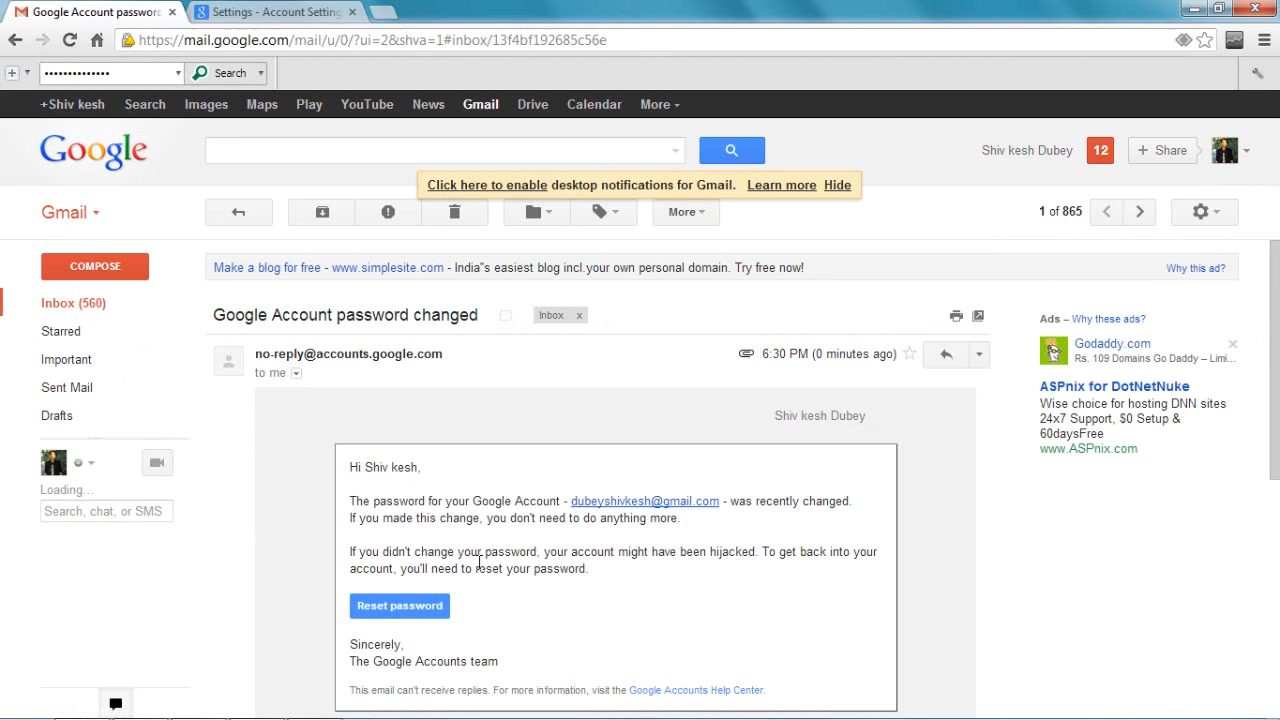 Google Account password
Settings - Account Setting
https://mail.google.com/mail/u/0/?ui=2&shva=1#inbox/13f4bf192685c56e
•••••••••••••• Search
+Shiv kesh Search Images Maps Play YouTube News Gmail Drive Calendar More
Google
Shiv kesh Dubey 12 + Share
Click here to enable desktop notifications for Gmail. Learn more Hide
Gmail
More
1 of 865
COMPOSE
Make a blog for free - www.simplesite.com - India"s easiest blog incl.your own personal domain. Try free now!
Why this ad?
Inbox (560)
Starred
Important
Sent Mail
Drafts
Loading...
Search, chat, or SMS
Google Account password changed
Inbox x
no-reply@accounts.google.com
6:30 PM (0 minutes ago)
to me
Shiv kesh Dubey
Hi Shiv kesh,
The password for your Google Account - dubeyshivkesh@gmail.com - was recently changed.
If you made this change, you don't need to do anything more.
If you didn't change your password, your account might have been hijacked. To get back into your
account, you'll need to reset your password.
Reset password
Sincerely,
The Google Accounts team
This email can't receive replies. For more information, visit the Google Accounts Help Center.
Ads - Why these ads?
Godaddy.com
Rs. 109 Domains Go Daddy – Limi...
ASPnix for DotNetNuke
Wise choice for hosting DNN sites
24x7 Support, $0 Setup &
60daysFree
www.ASPnix.com